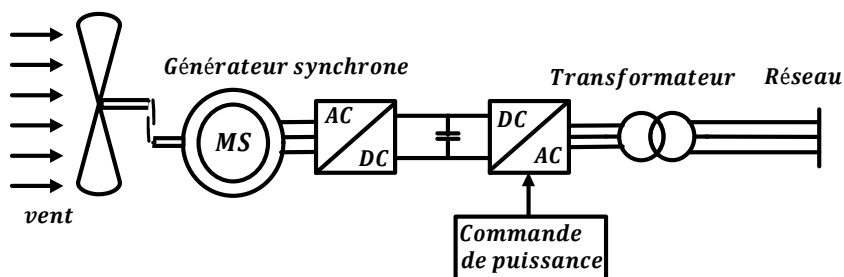 Générateur synchrone
Transformateur
Réseau
AC
DC
MS
DC
AC
vent
Commande
de puissance